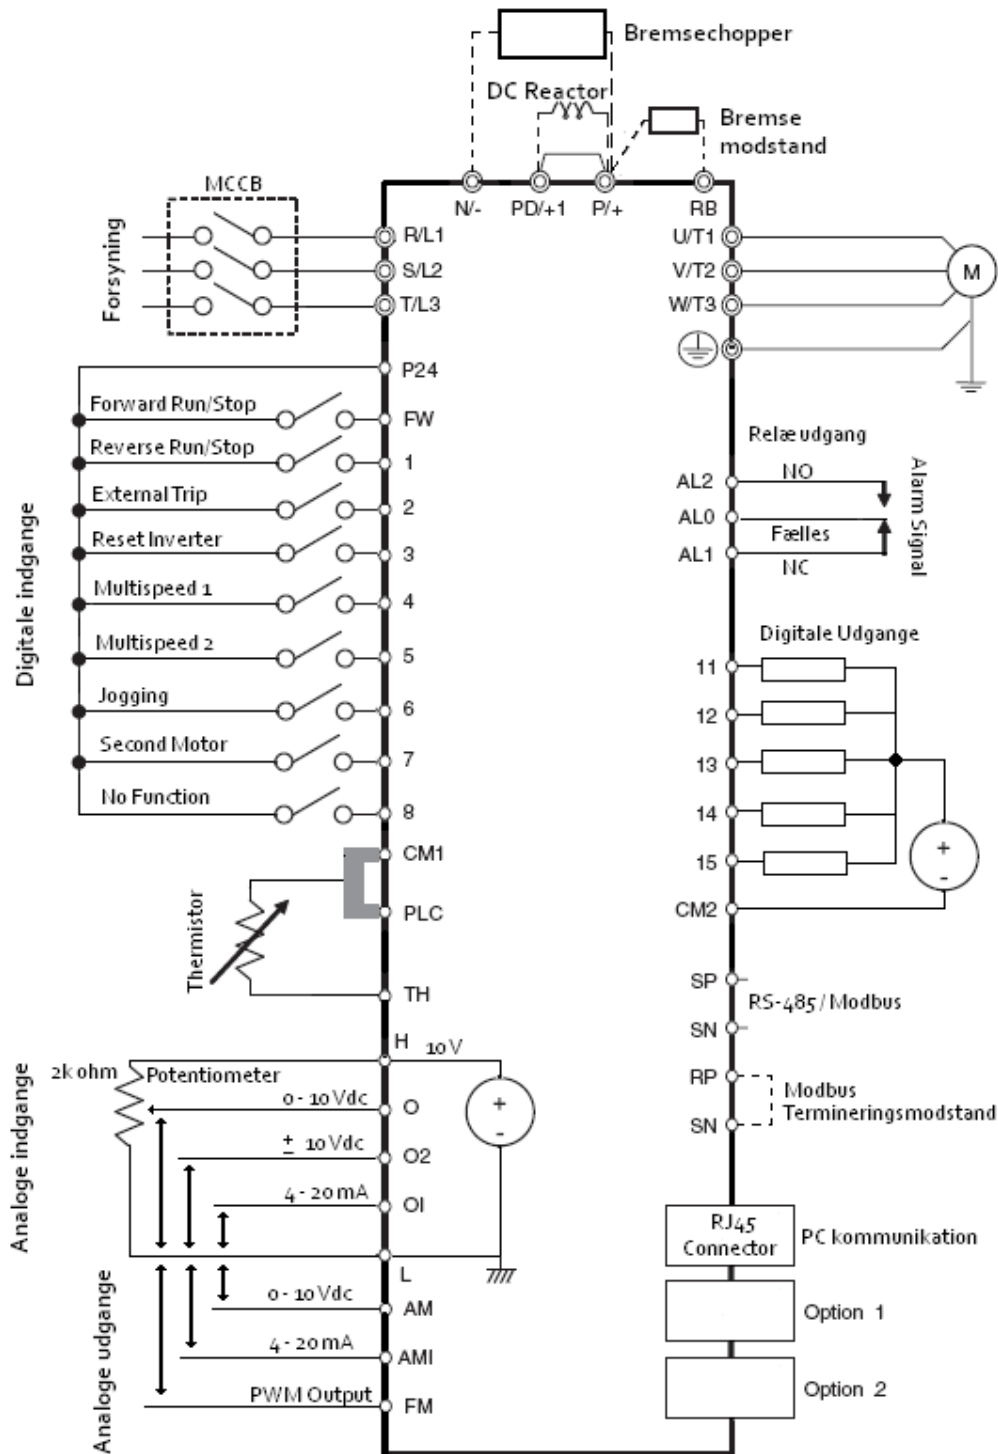 Bremsechopper
DC Reactor
Bremse
modstand
MCCB
N/-
PD/+1
P/+
RB
Forsyning
R/L1
S/L2
T/L3
U/T1
V/T2
W/T3
M
P24
Digitale indgange
Forward Run/Stop
FW
Reverse Run/Stop
1
External Trip
2
Reset Inverter
3
Multispeed 1
4
Multispeed 2
5
Jogging
6
Second Motor
7
No Function
8
Relæ udgang
AL2
NO
AL0
Fælles
AL1
NC
Alarm Signal
Digitale Udgange
11
12
13
14
15
+
-
CM2
CM1
PLC
Thermistor
TH
SP
RS-485 / Modbus
SN
RP
Modbus
Termineringsmodstand
SN
H
10 V
Analoge indgange
2k ohm
Potentiometer
0 - 10 Vdc
O
+
-
± 10 Vdc
O2
4 - 20 mA
OI
L
Analoge udgange
0 - 10 Vdc
AM
4 - 20 mA
AMI
PWM Output
FM
RJ45
Connector
PC kommunikation
Option 1
Option 2